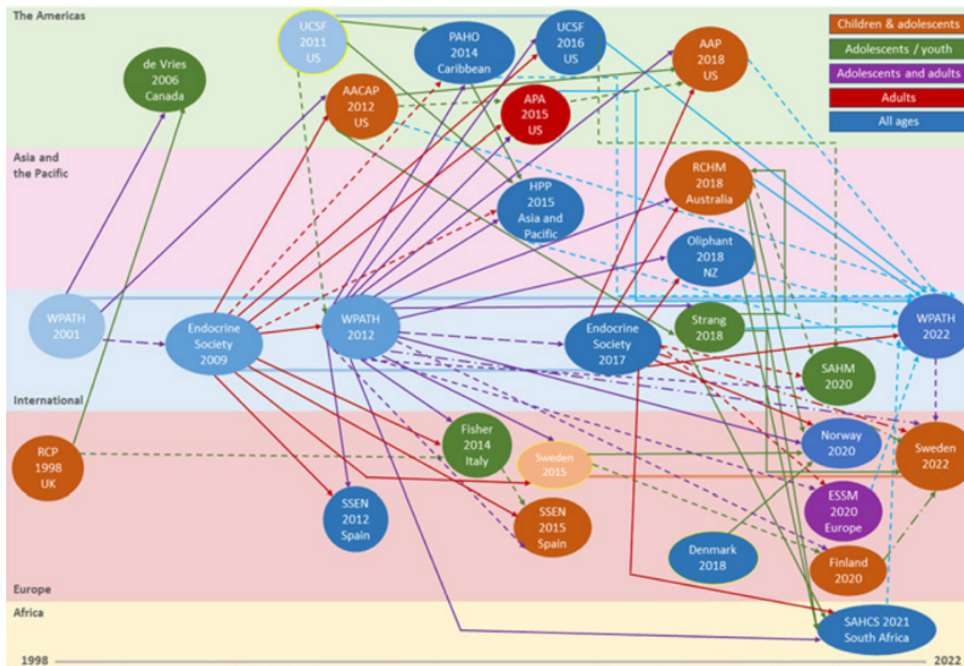 The Americas
UCSF
2011
US
PAHO
2014
Caribbean
UCSF
2016
US
AAP
2018
US
de Vries
2006
Canada
AACAP
2012
US
APA
2015
US
Children & adolescents
Adolescents / youth
Adolescents and adults
Adults
All ages
Asia and
the Pacific
HPP
2015
Asia and
Pacific
RCHM
2018
Australia
Oliphant
2018
NZ
WPATH
2001
Endocrine
Society
2009
WPATH
2012
Endocrine
Society
2017
Strang
2018
WPATH
2022
SAHM
2020
International
RCP
1998
UK
Fisher
2014
Italy
Sweden
2015
Norway
2020
Sweden
2022
SSEN
2012
Spain
SSEN
2015
Spain
ESSM
2020
Europe
Denmark
2018
Finland
2020
Europe
Africa
SAHCS 2021
South Africa
1998
2022